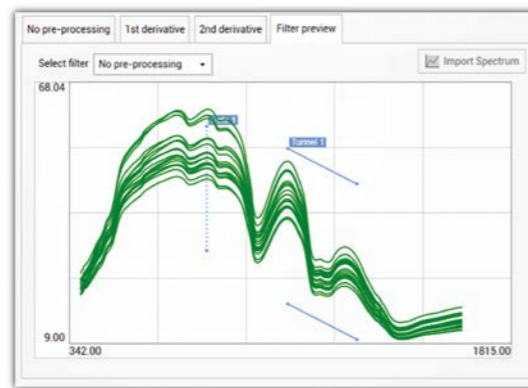 No pre-processing 1st derivative 2nd derivative Filter preview
Select filter No pre-processing Import Spectrum
68.04
Tunnel 1
9.00
342.00 1815.00